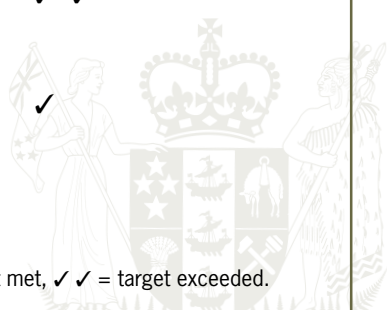 ✓ ✓
✓
met, ✓ ✓ = target exceeded.